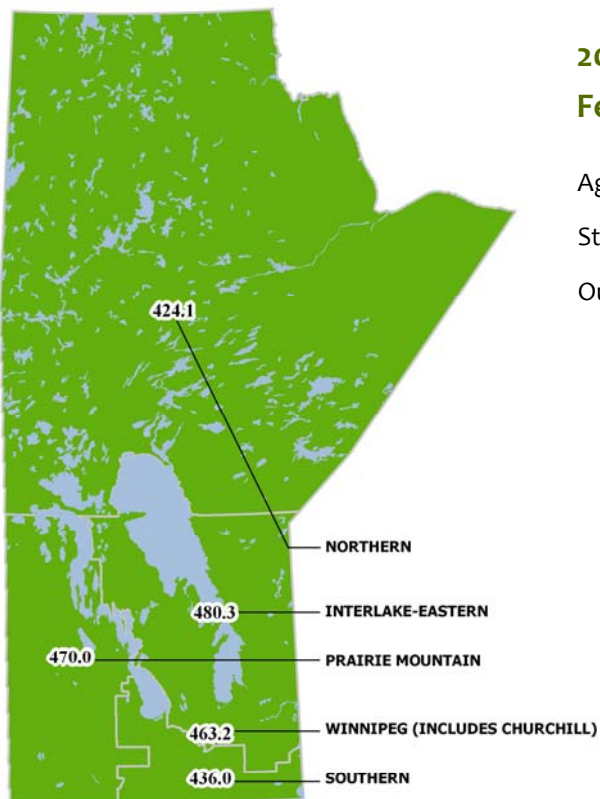 424.1
NORTHERN
480.3
INTERLAKE-EASTERN
470.0
PRAIRIE MOUNTAIN
463.2
WINNIPEG (INCLUDES CHURCHILL)
436.0
SOUTHERN